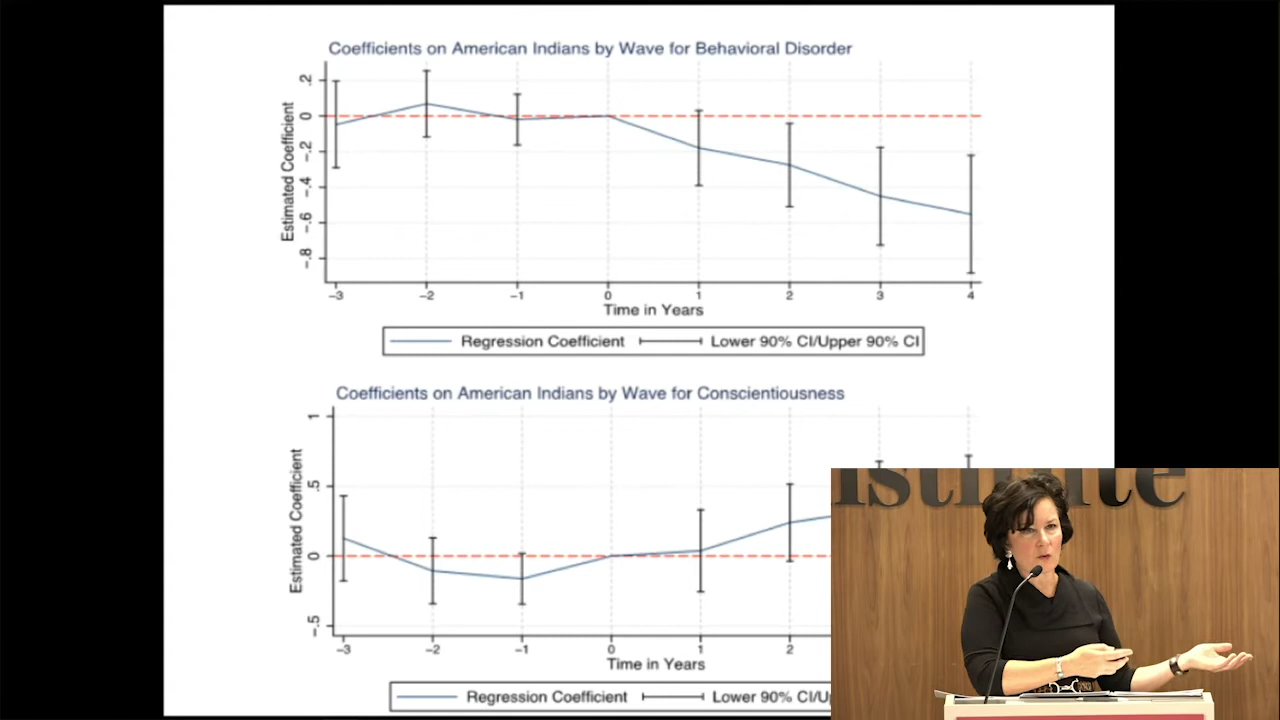 Coefficients on American Indians by Wave for Behavioral Disorder
.2
0
-.2
-.4
-.6
-.8
Estimated Coefficient
-3 -2 -1 0 1 2 3 4
Time in Years
Regression Coefficient Lower 90% CI/Upper 90% CI
Coefficients on American Indians by Wave for Conscientiousness
1
.5
0
-.5
Estimated Coefficient
-3 -2 -1 0 1 2
Time in Years
Regression Coefficient Lower 90% CI/U